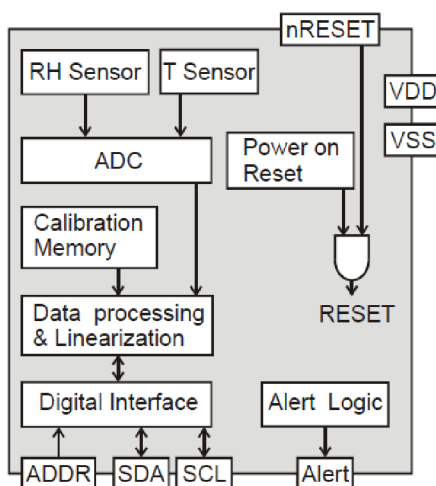 nRESET
RH Sensor
T Sensor
VDD
VSS
ADC
Power on
Reset
Calibration
Memory
RESET
Data processing
& Linearization
Digital Interface
Alert Logic
ADDR
SDA
SCL
Alert